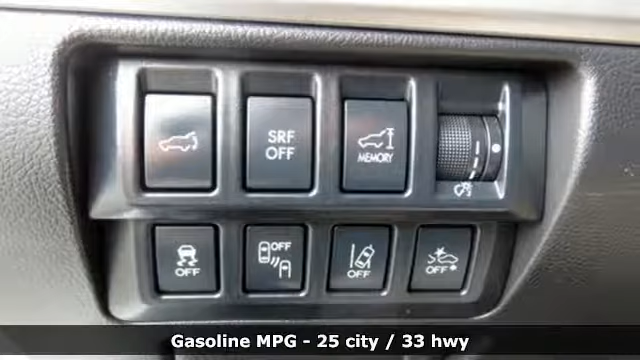 SRF
OFF
MEMORY
OFF
OFF
OFF
OFF
Gasoline MPG - 25 city / 33 hwy